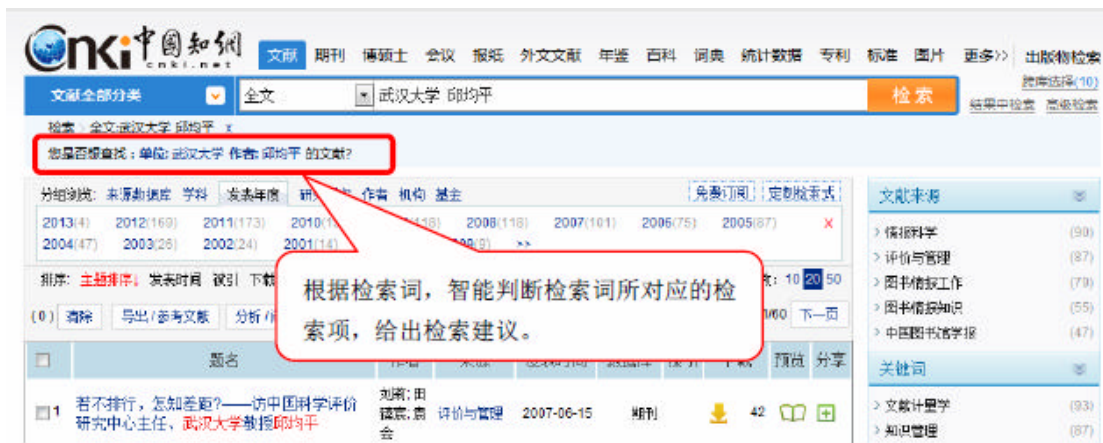 cnki中国知网
cnki.net
文献 期刊 博硕士 会议 报纸 外文文献 年鉴 百科 词典 统计数据 专利 标准 图片 更多>> 出版物检索
文献全部分类 全文 武汉大学 邱均平 检索 跨库选择(10)
结果中检索 高级检索
检索: 全文:武汉大学 邱均平 x
您是否想查找：单位:武汉大学 作者:邱均平 的文献?
分组浏览: 来源数据库 学科 发表年度 作者 机构 基金 免费订阅 定制检索式
2013(4) 2012(169) 2011(173) 2008(118) 2007(101) 2006(75) 2005(87) X
2004(47) 2003(26) 2002(24) 2001(14) >>
排序: 主题排序↓ 发表时间 被引 下载 10 20 50
(0) 清除 导出/参考文献 分析 下一页
根据检索词，智能判断检索词所对应的检
索项，给出检索建议。
题名 预览 分享
1 若不排行，怎知差距?——访中国科学评价
研究中心主任、武汉大学教授邱均平
评价与管理 2007-06-15 期刊 42
文献来源
> 情报科学 (90)
> 评价与管理 (87)
> 图书情报工作 (79)
> 图书情报知识 (55)
> 中国图书馆学报 (47)
关键词
> 文献计量学 (93)
> 知识管理 (87)